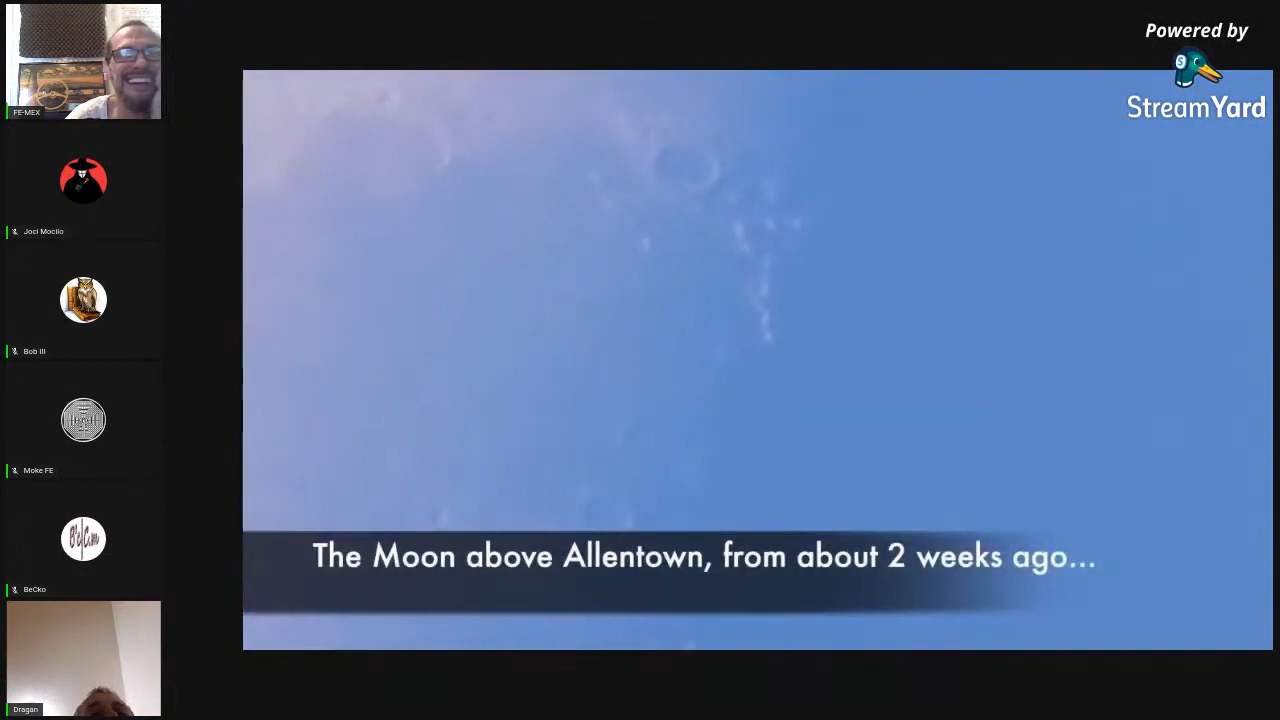 Powered by
StreamYard
FE-MEX
Joci Mocilo
Bob III
Moke FE
BeCko
Dragan
The Moon above Allentown, from about 2 weeks ago...